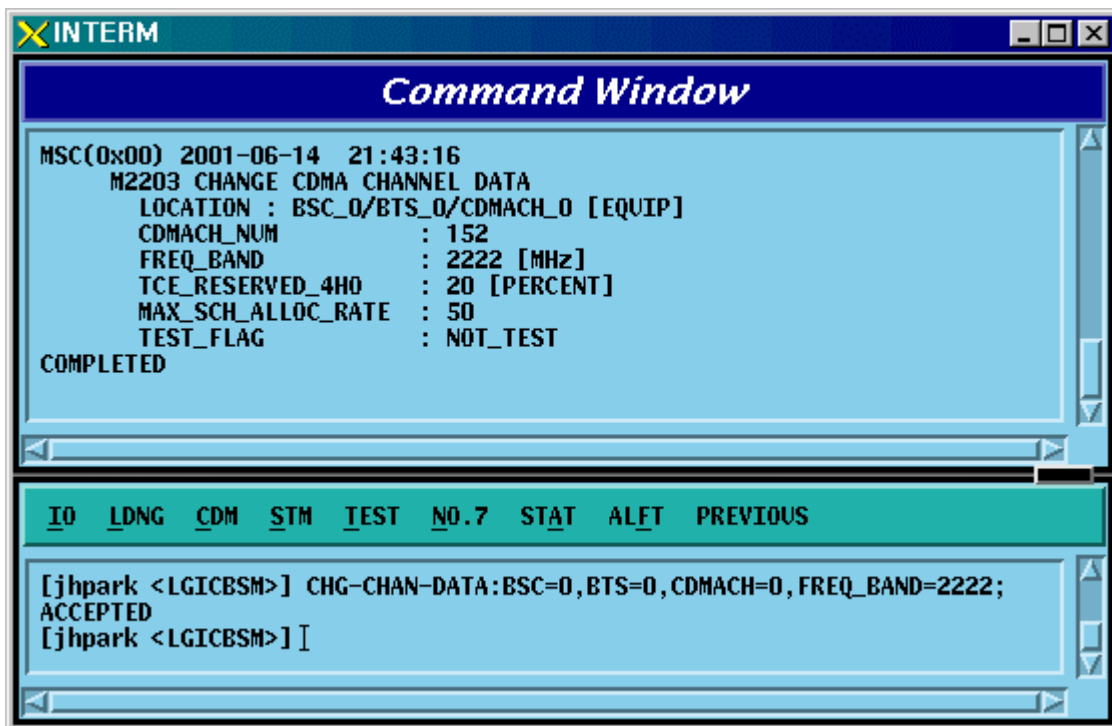 INTERM
Command Window
MSC(0x00) 2001-06-14 21:43:16
M2203 CHANGE CDMA CHANNEL DATA
LOCATION : BSC_0/BTS_0/CDMACH_0 [EQUIP]
CDMACH_NUM : 152
FREQ_BAND : 2222 [MHz]
TCE_RESERVED_4HO : 20 [PERCENT]
MAX_SCH_ALLOC_RATE : 50
TEST_FLAG : NOT_TEST
COMPLETED
IO LDNG CDM STM TEST NO.7 STAT ALFT PREVIOUS
[jhpark <LGICBSM>] CHG-CHAN-DATA:BSC=0,BTS=0,CDMACH=0,FREQ_BAND=2222;
ACCEPTED
[jhpark <LGICBSM>]